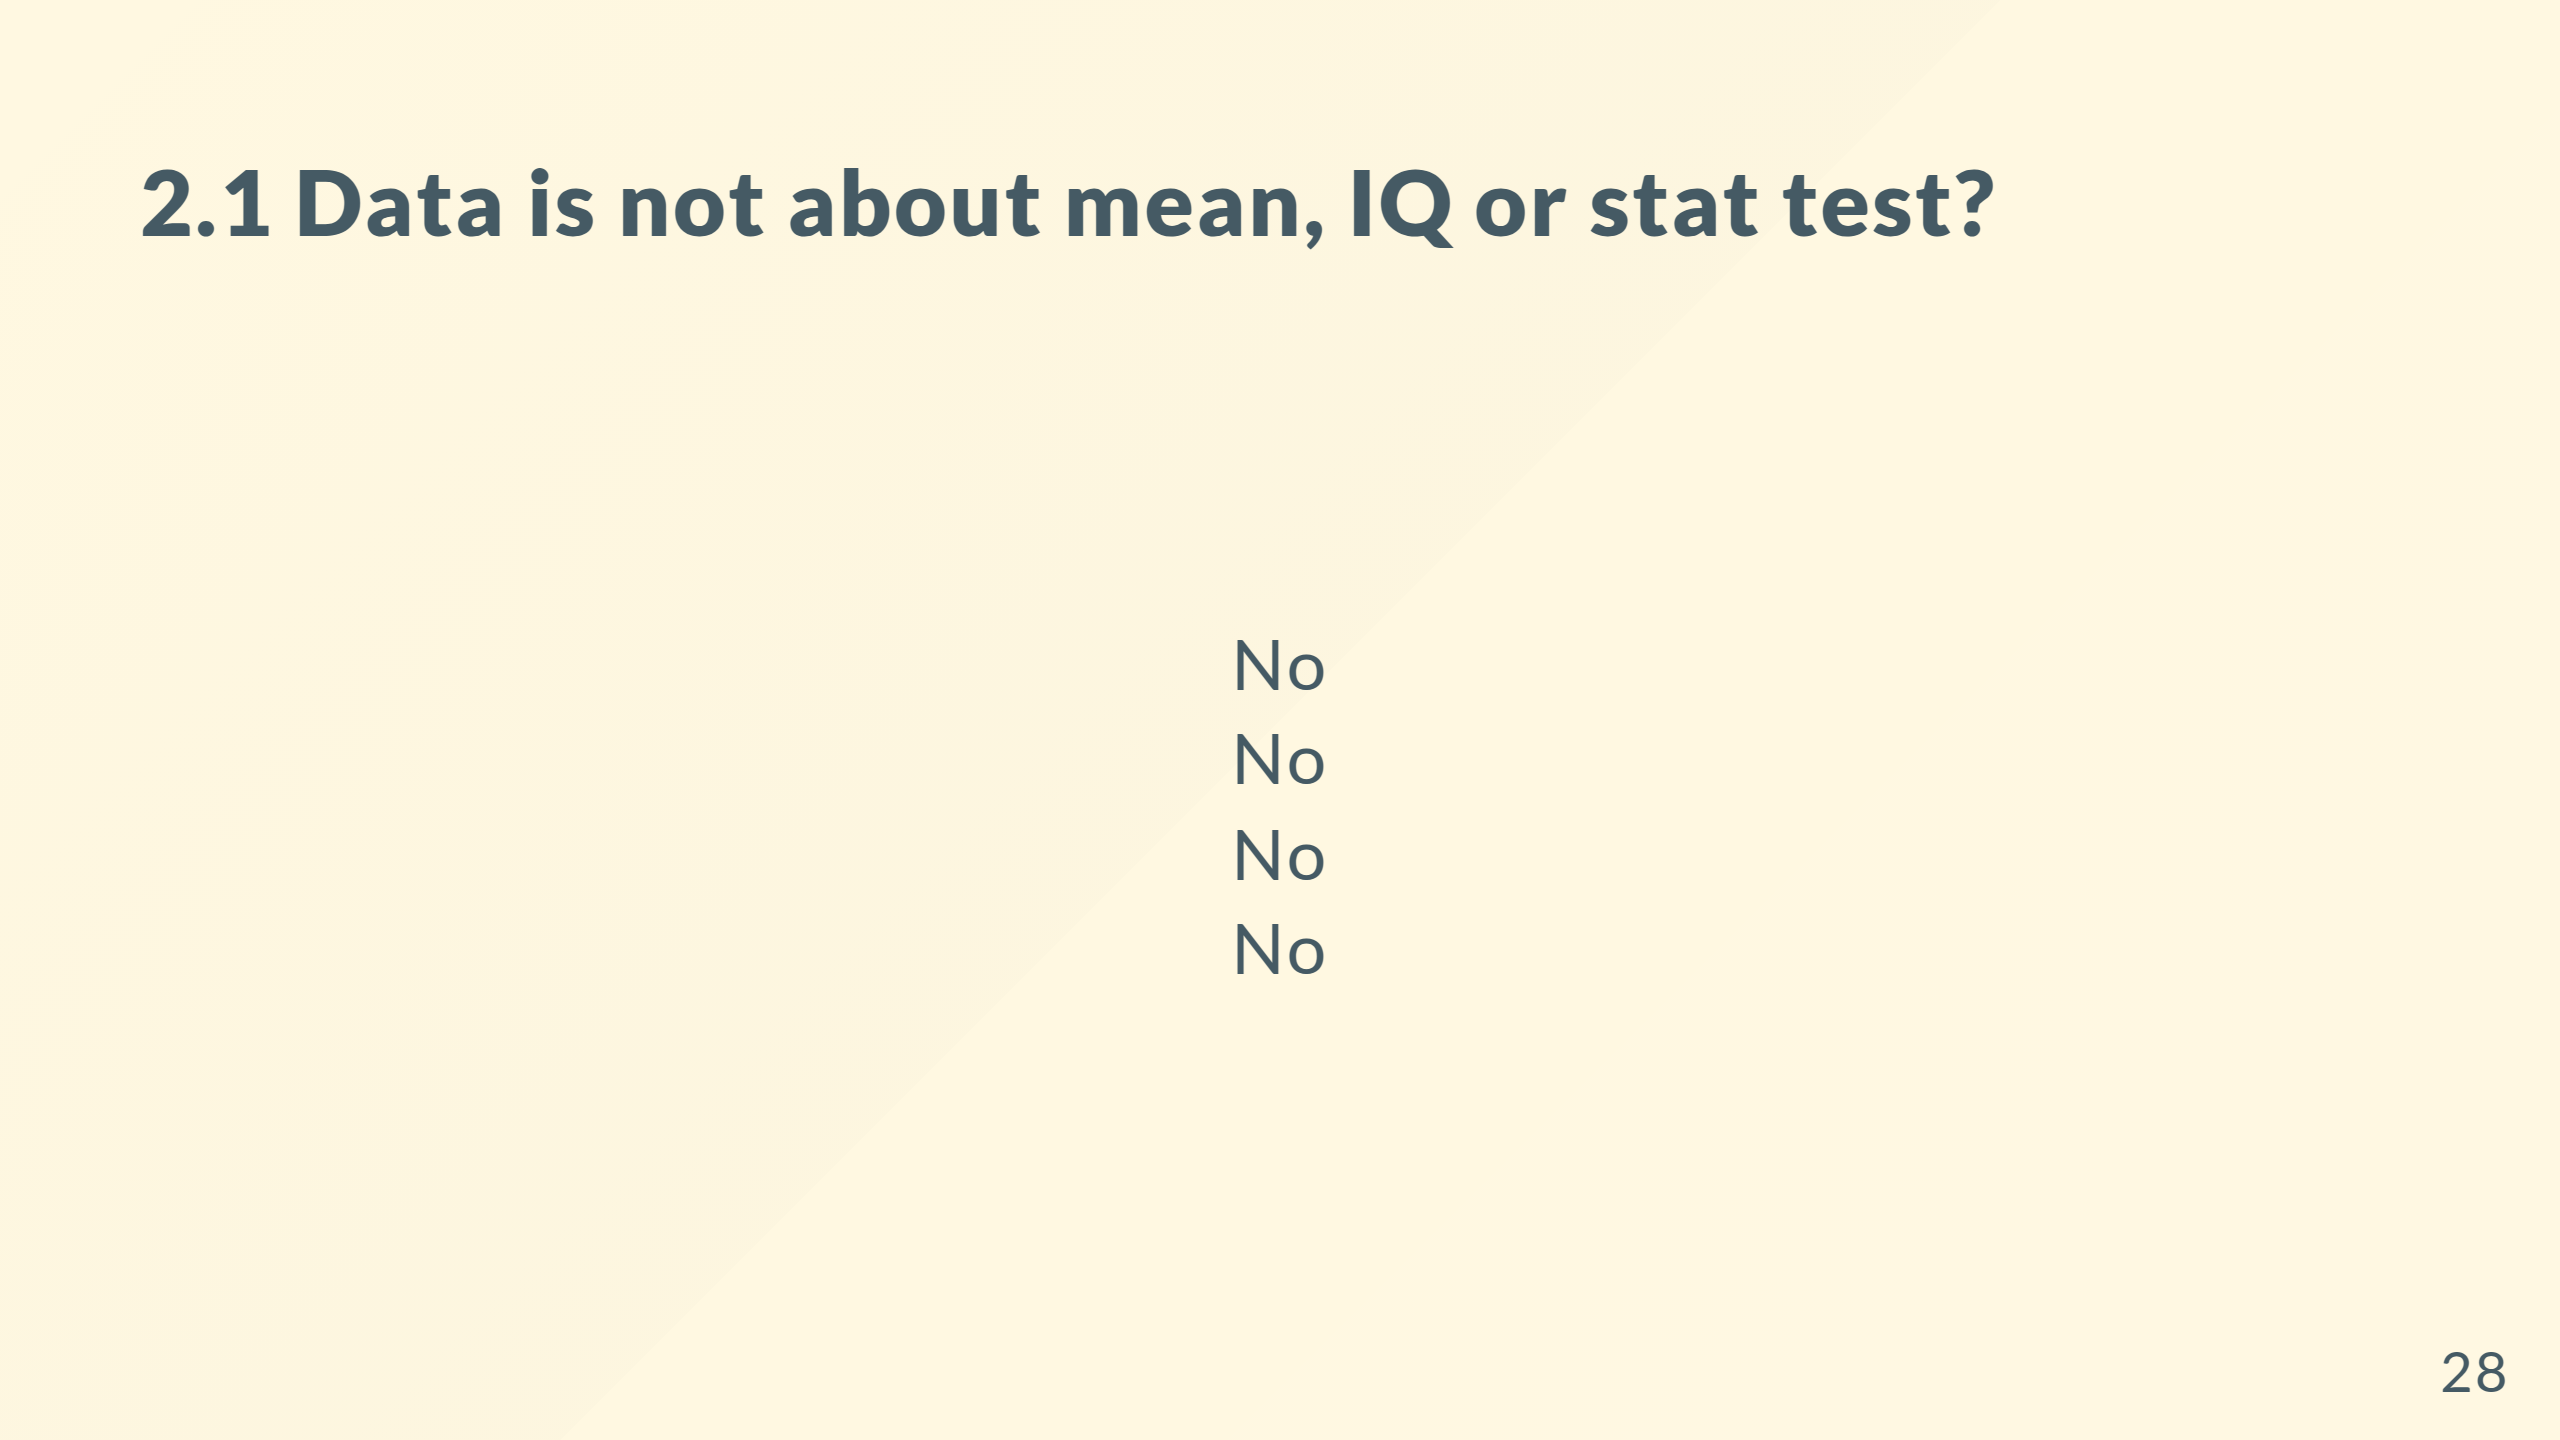 2.1 Data is not about mean, IQ or stat test?
No
No
No
No
28